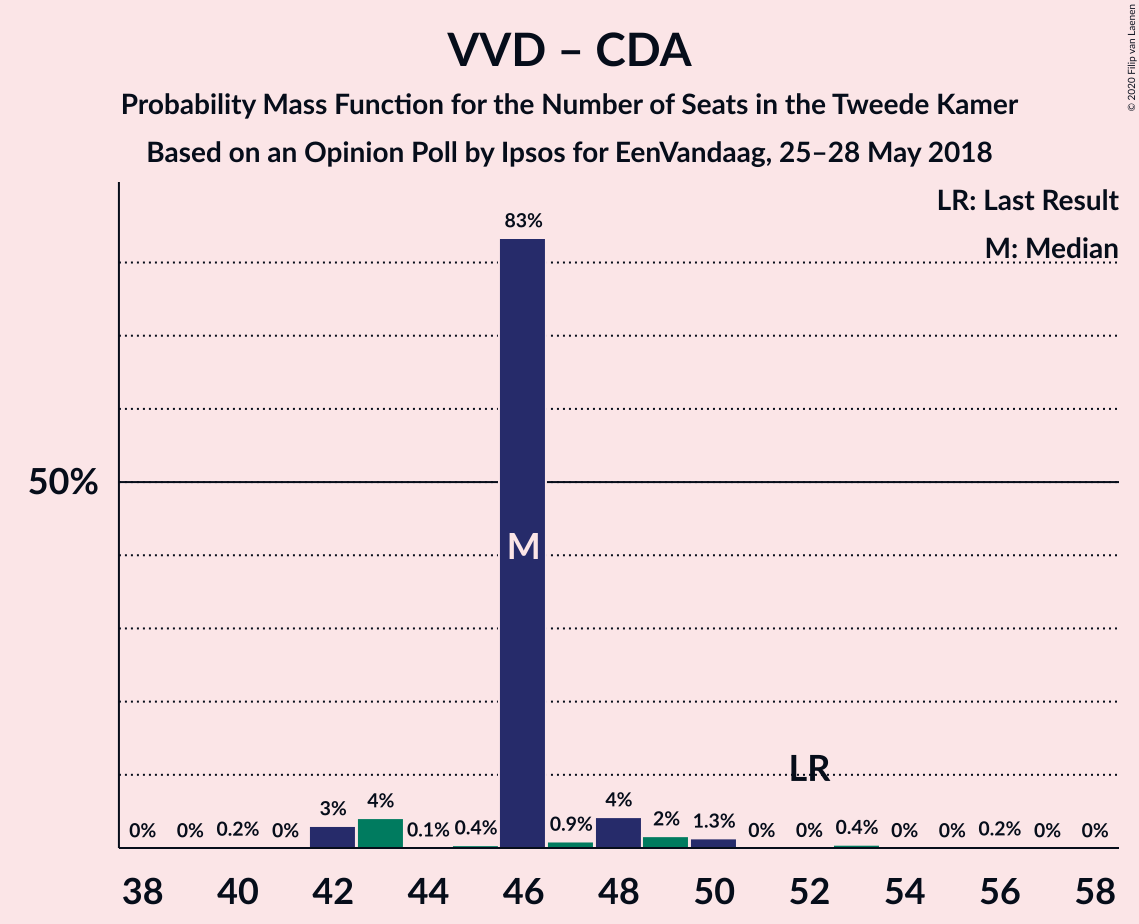 VVD – CDA
Probability Mass Function for the Number of Seats in the Tweede Kamer
Based on an Opinion Poll by Ipsos for EenVandaag, 25–28 May 2018
© 2020 Filip van Laenen
LR: Last Result
M: Median
83%
50%
M
LR
0% 0% 0.2% 0% 3% 4% 0.1% 0.4% 0.9% 4% 2% 1.3% 0% 0% 0.4% 0% 0% 0.2% 0% 0%
38 40 42 44 46 48 50 52 54 56 58